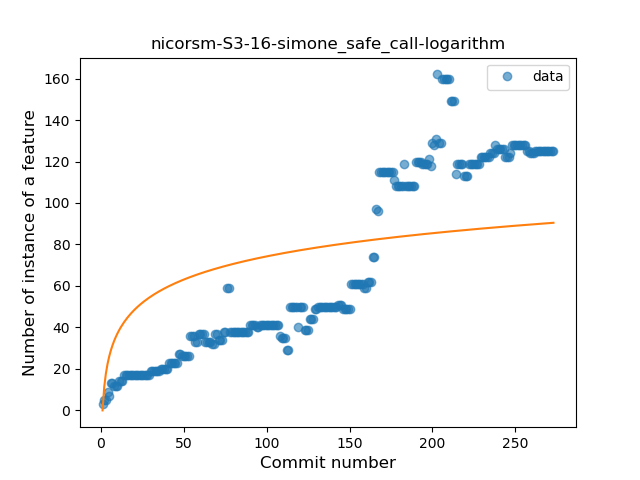 nicorsm-S3-16-simone_safe_call-logarithm
data
Number of instance of a feature
160
140
120
100
80
60
40
20
0
0 50 100 150 200 250
Commit number